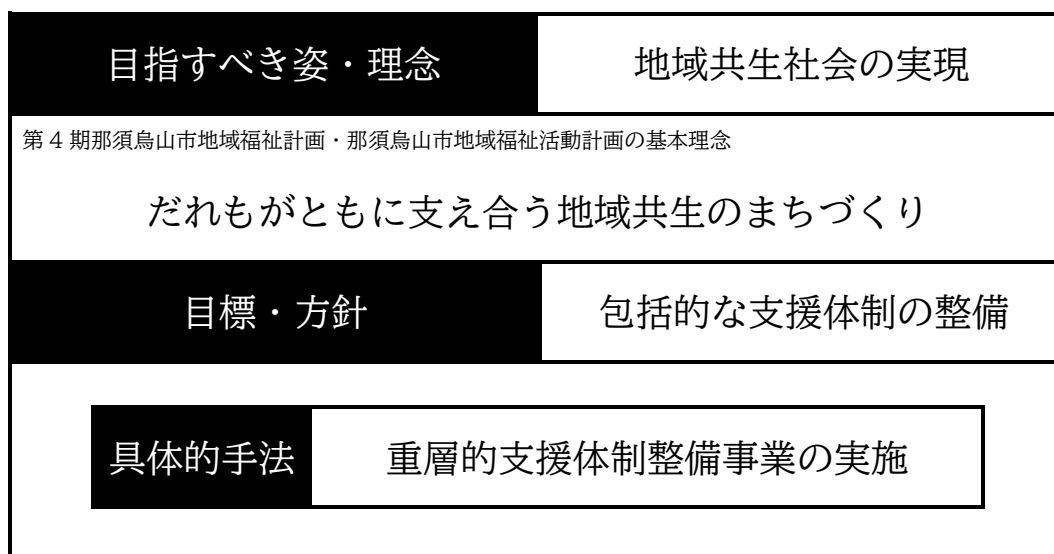 目指すべき姿・理念 地域共生社会の実現
第4期那須烏山市地域福祉計画・那須烏山市地域福祉活動計画の基本理念
だれもがともに支え合う地域共生のまちづくり
目標・方針 包括的な支援体制の整備
具体的手法 重層的支援体制整備事業の実施